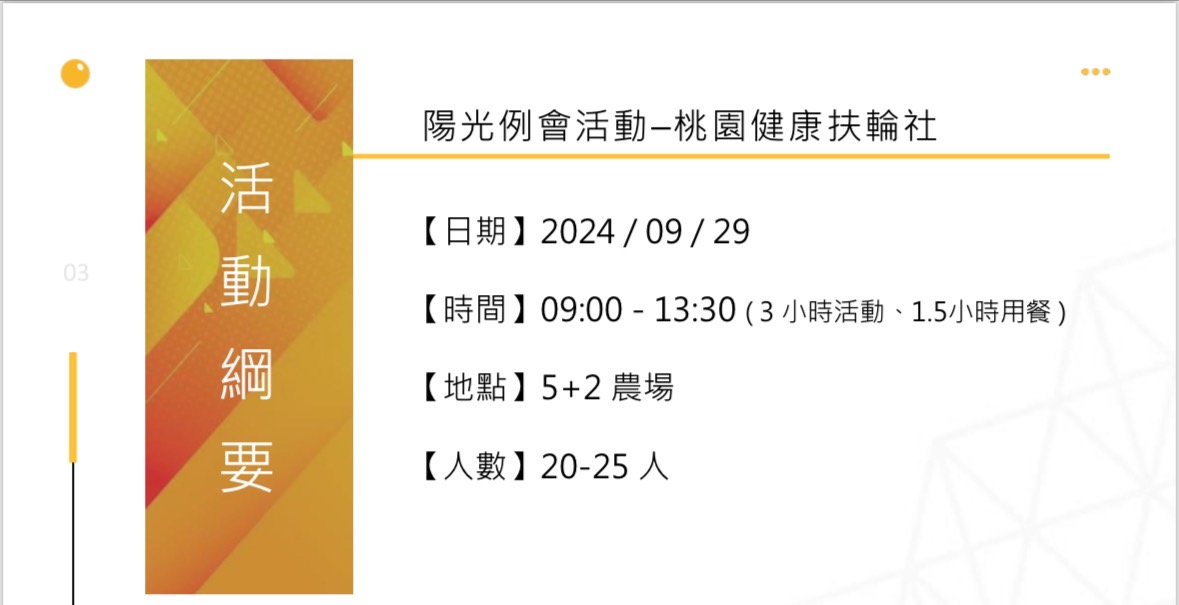 陽光例會活動–桃園健康扶輪社
03
活動綱要
【日期】2024 / 09 / 29
【時間】09:00 - 13:30 ( 3 小時活動、1.5小時用餐 )
【地點】5+2 農場
【人數】20-25 人